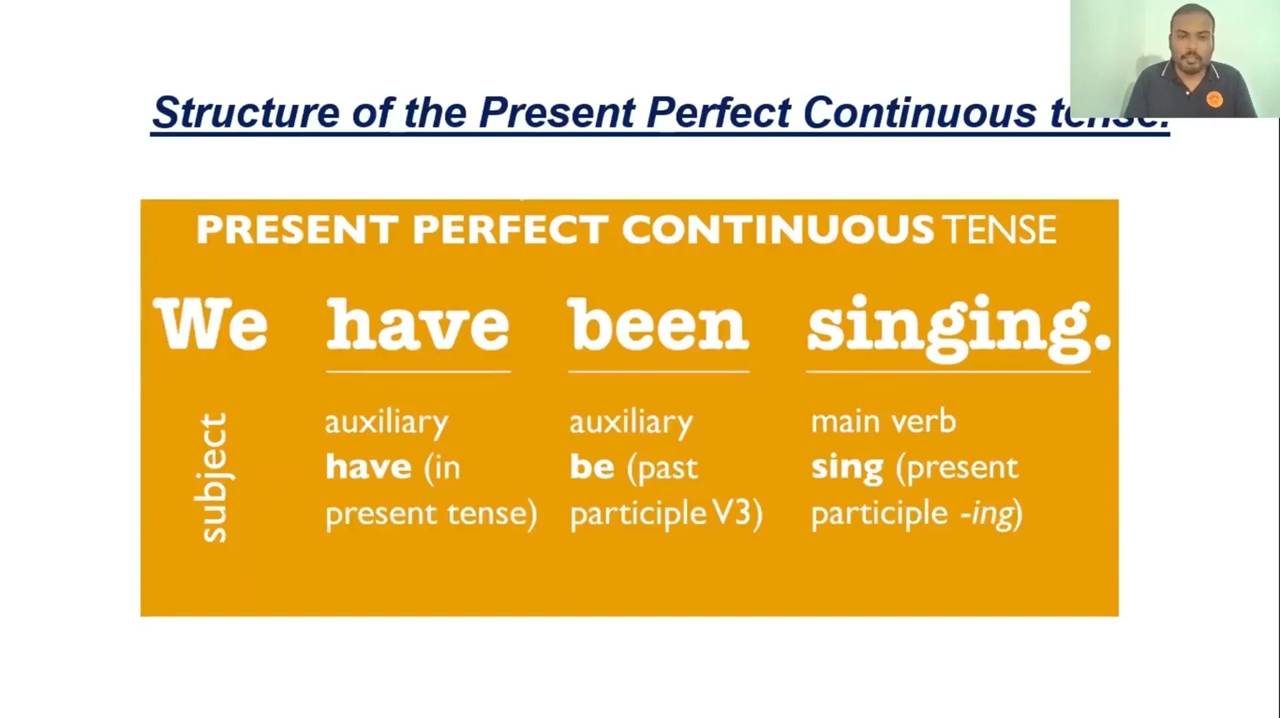 Structure of the Present Perfect Continuous tense.
PRESENT PERFECT CONTINUOUS TENSE
We have been singing.
subject
auxiliary
have (in
present tense)
auxiliary
be (past
participle V3)
main verb
sing (present
participle -ing)